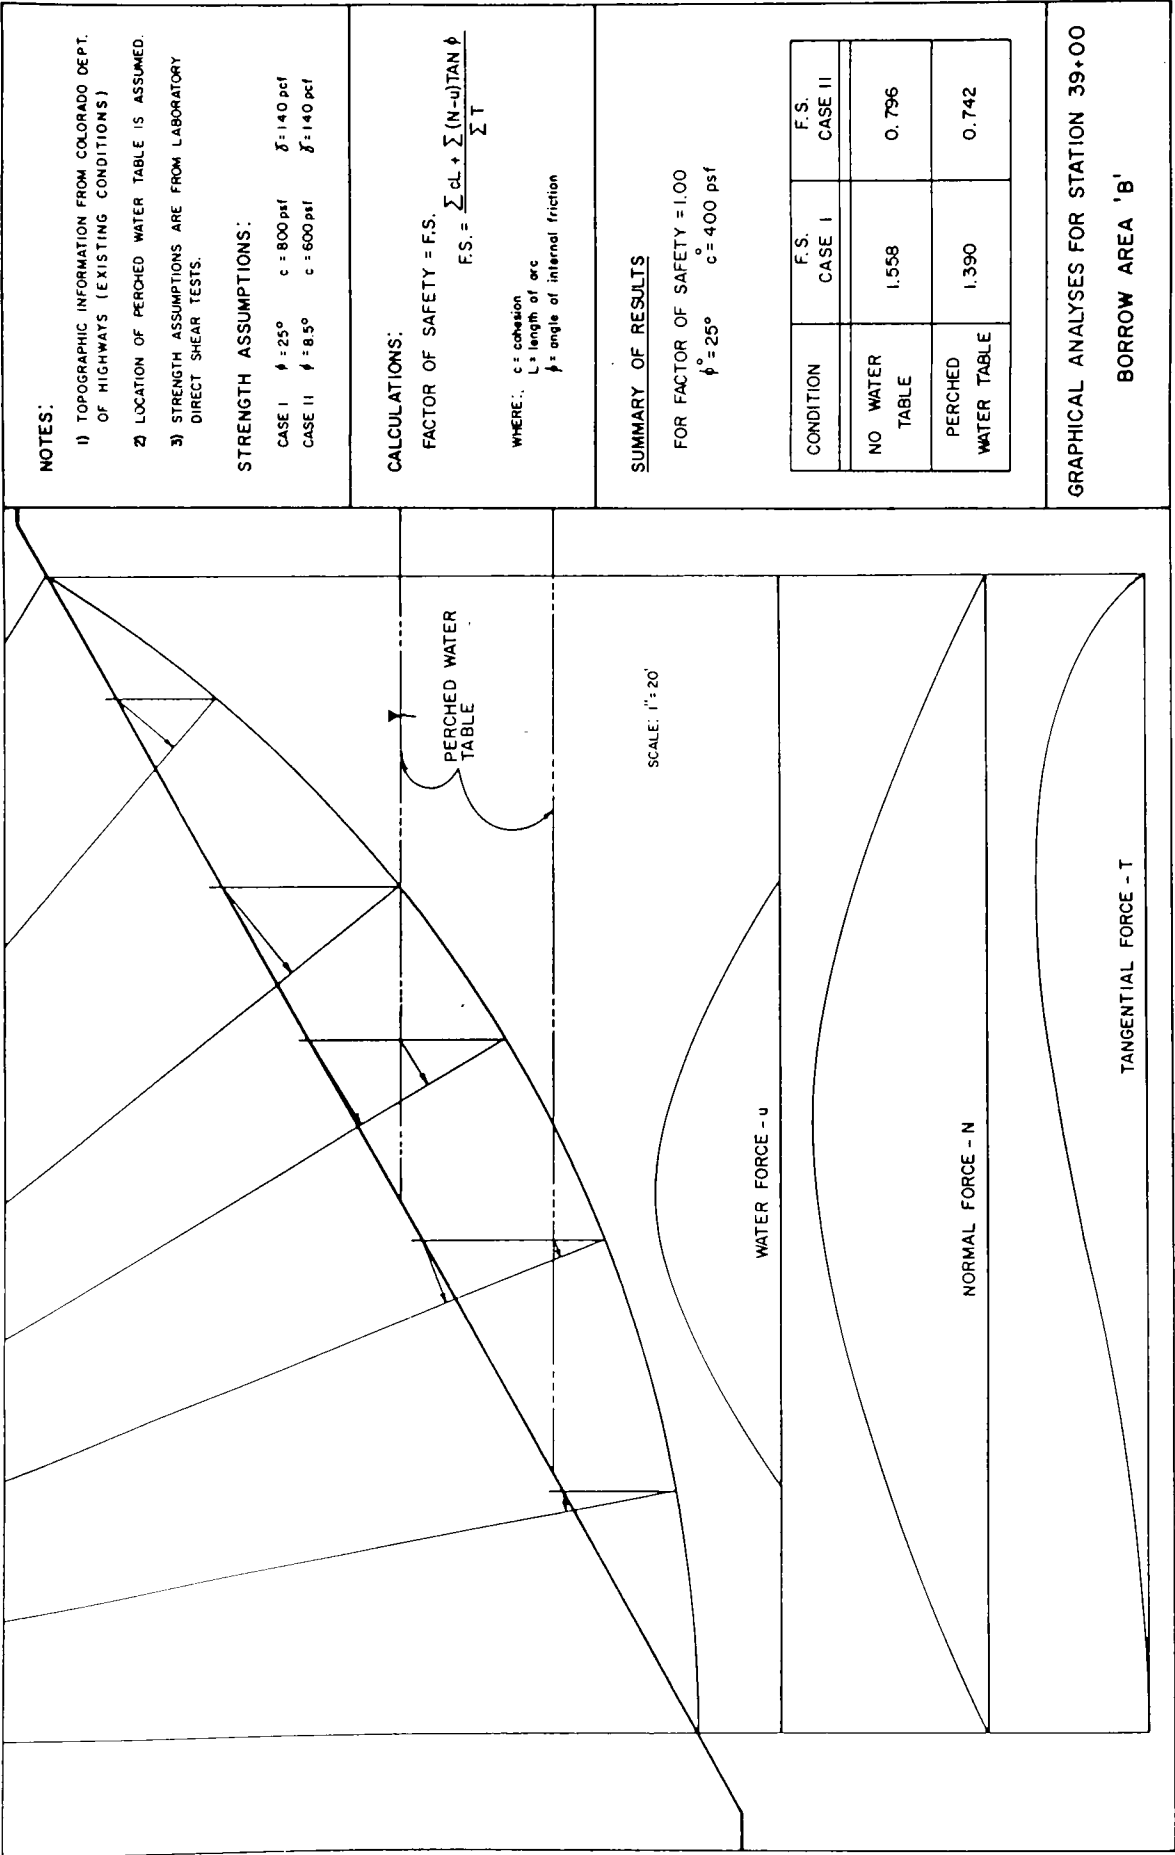 NOTES:
1) TOPOGRAPHIC INFORMATION FROM COLORADO DEPT.
OF HIGHWAYS (EXISTING CONDITIONS)
2) LOCATION OF PERCHED WATER TABLE IS ASSUMED.
3) STRENGTH ASSUMPTIONS ARE FROM LABORATORY
DIRECT SHEAR TESTS.
STRENGTH ASSUMPTIONS:
CASE I ϕ = 25° c = 800 psf γ = 140 pcf
CASE II ϕ = 8.5° c = 600 psf γ = 140 pcf
CALCULATIONS:
FACTOR OF SAFETY = F.S.
F.S. = Σ cL + Σ (N-u) TAN ϕ
Σ T
WHERE: c = cohesion
L = length of arc
ϕ = angle of internal friction
SUMMARY OF RESULTS
FOR FACTOR OF SAFETY = 1.00
ϕ° = 25° c° = 400 psf
CONDITION F.S. CASE I F.S. CASE II
NO WATER TABLE 1.558 0.796
PERCHED WATER TABLE 1.390 0.742
GRAPHICAL ANALYSES FOR STATION 39+00
BORROW AREA 'B'
PERCHED WATER
TABLE
SCALE: 1" = 20'
WATER FORCE - u
NORMAL FORCE - N
TANGENTIAL FORCE - T